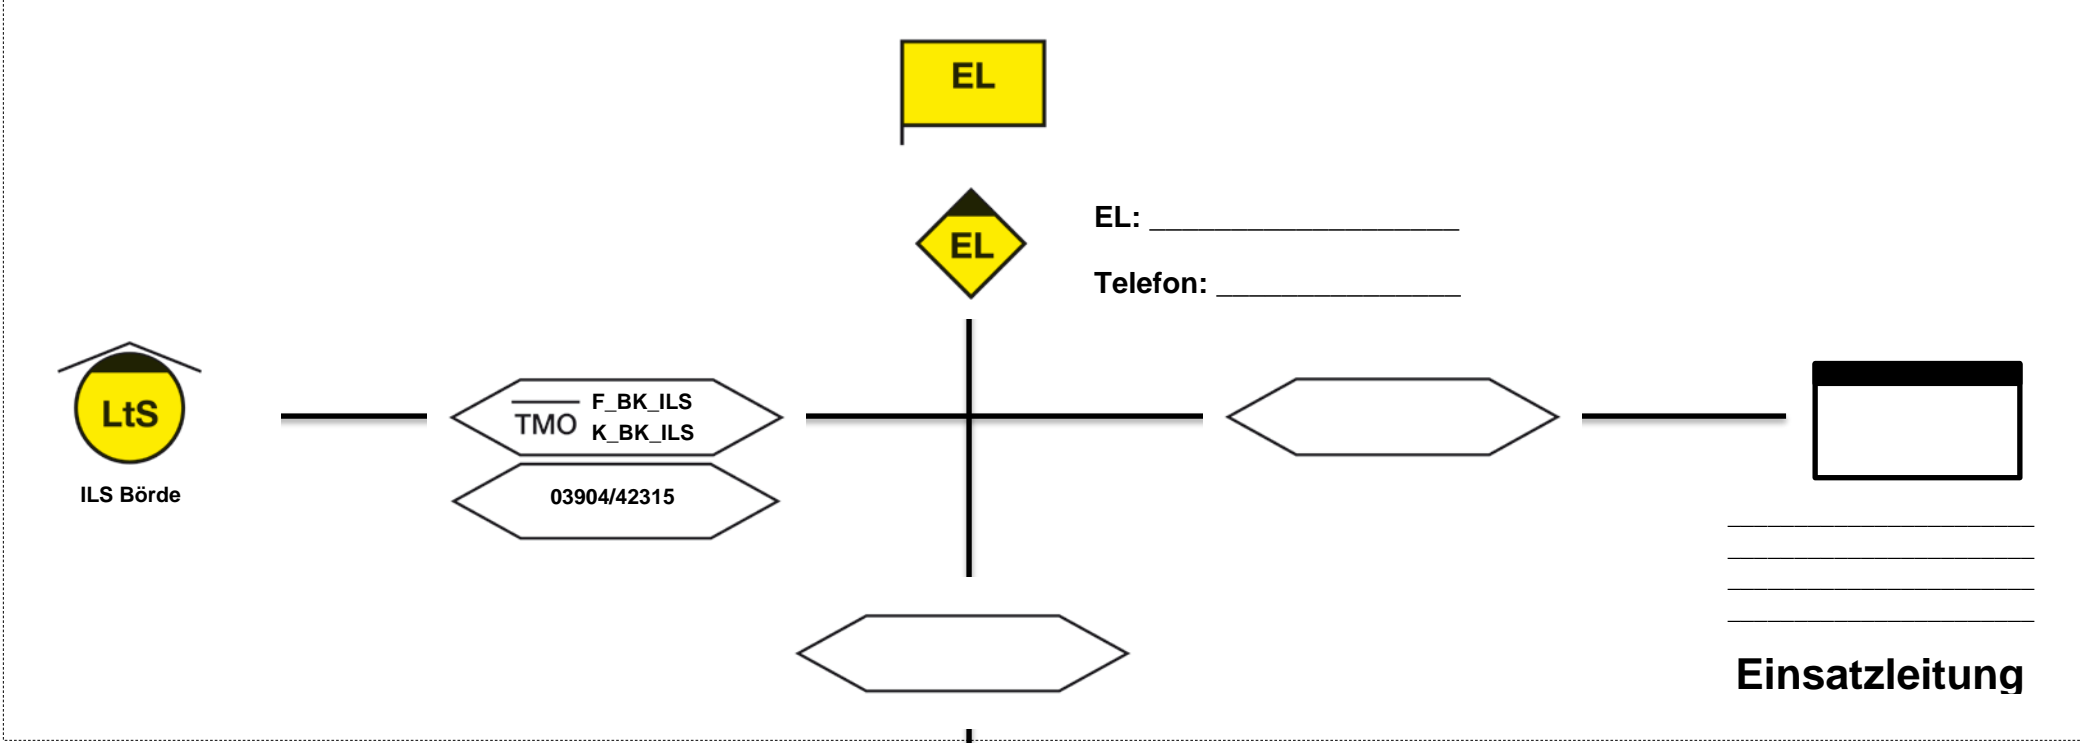 EL
EL
EL: ___________________
Telefon: _______________
LtS
ILS Börde
TMO
F_BK_ILS
K_BK_ILS
03904/42315
Einsatzleitung